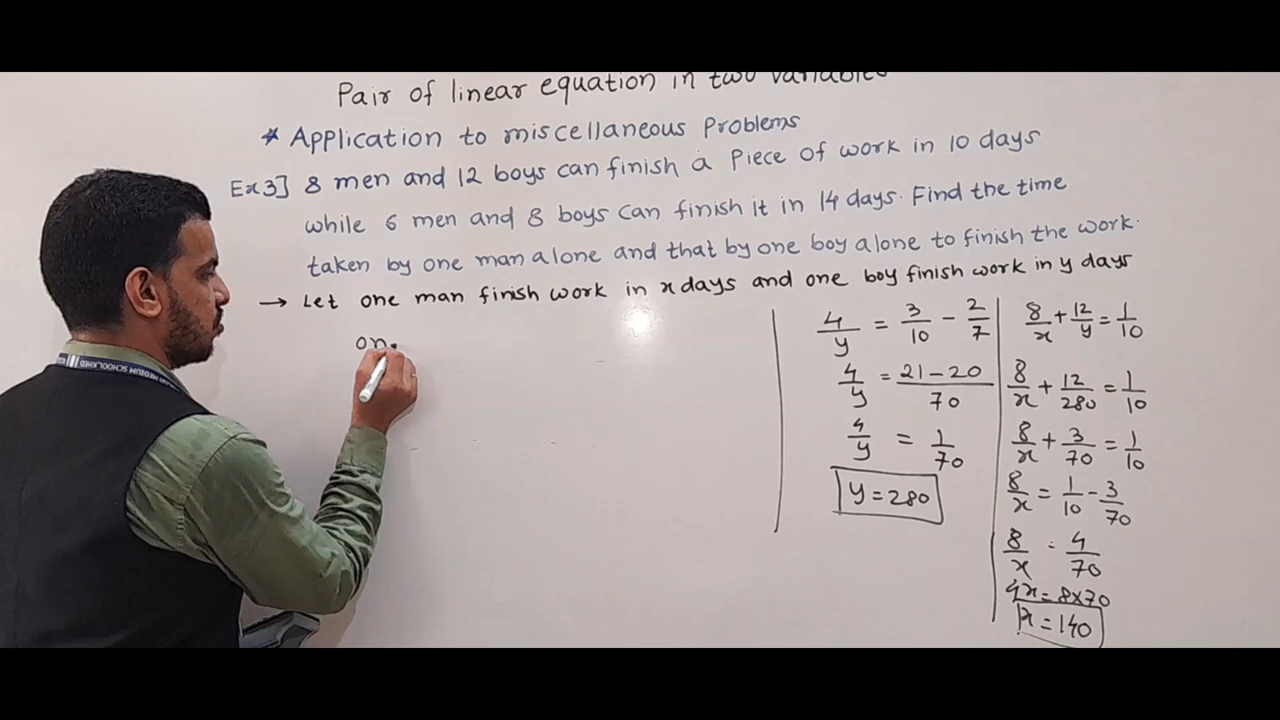 Pair of linear equation in two variables
* Application to miscellaneous Problems
Ex 3] 8 men and 12 boys can finish a Piece of work in 10 days
while 6 men and 8 boys can finish it in 14 days. Find the time
taken by one man alone and that by one boy alone to finish the work.
→ Let one man finish work in x days and one boy finish work in y days
on
4/y = 3/10 - 2/7
4/y = 21-20/70
4/y = 1/70
y = 280
8/x + 12/y = 1/10
8/x + 12/280 = 1/10
8/x + 3/70 = 1/10
8/x = 1/10 - 3/70
8/x = 4/70
4x = 8×70
x = 140
MEDIUM SCHOOL,